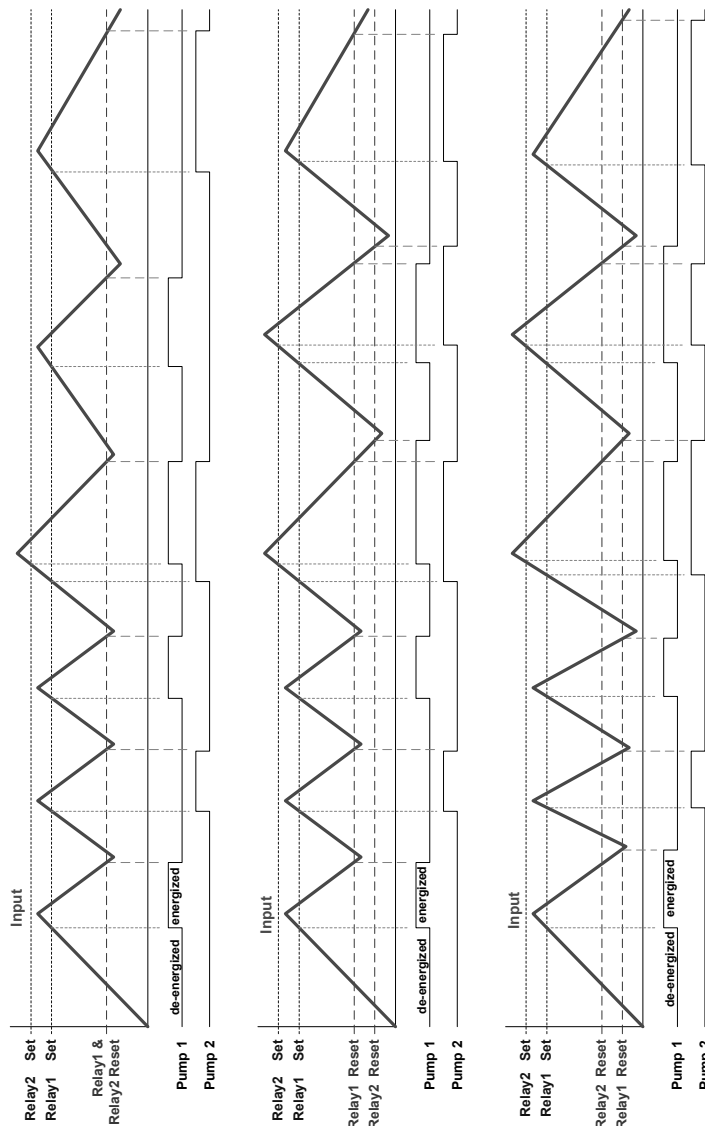 Input
Relay2 Set
Relay1 Set
Relay1 &
Relay2 Reset
de-energized energized
Pump 1
Pump 2
Input
Relay2 Set
Relay1 Set
Relay1 Reset
Relay2 Reset
de-energized energized
Pump 1
Pump 2
Input
Relay2 Set
Relay1 Set
Relay2 Reset
Relay1 Reset
de-energized energized
Pump 1
Pump 2